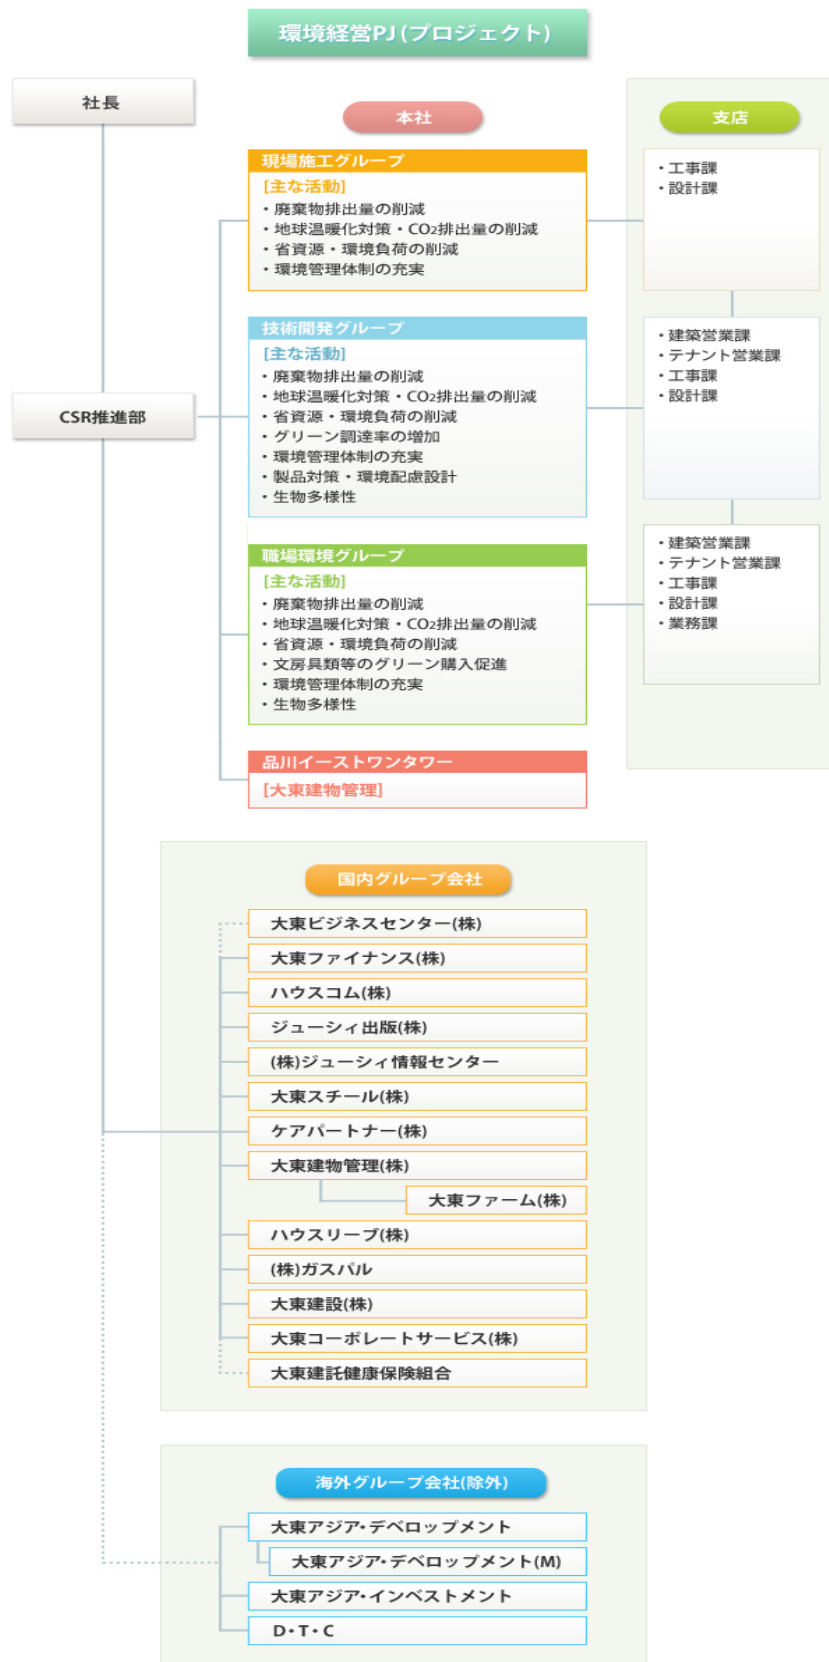 環境経営PJ(プロジェクト)
社長
本社
支店
現場施工グループ
[主な活動]
・廃棄物排出量の削減
・地球温暖化対策・CO₂排出量の削減
・省資源・環境負荷の削減
・環境管理体制の充実
・工事課
・設計課
CSR推進部
技術開発グループ
[主な活動]
・廃棄物排出量の削減
・地球温暖化対策・CO₂排出量の削減
・省資源・環境負荷の削減
・グリーン調達率の増加
・環境管理体制の充実
・製品対策・環境配慮設計
・生物多様性
・建築営業課
・テナント営業課
・工事課
・設計課
職場環境グループ
[主な活動]
・廃棄物排出量の削減
・地球温暖化対策・CO₂排出量の削減
・省資源・環境負荷の削減
・文房具類等のグリーン購入促進
・環境管理体制の充実
・生物多様性
・建築営業課
・テナント営業課
・工事課
・設計課
・業務課
品川イーストワンタワー
[大東建物管理]
国内グループ会社
大東ビジネスセンター(株)
大東ファイナンス(株)
ハウスコム(株)
ジューシィ出版(株)
(株)ジューシィ情報センター
大東スチール(株)
ケアパートナー(株)
大東建物管理(株)
大東ファーム(株)
ハウスリーブ(株)
(株)ガスパル
大東建設(株)
大東コーポレートサービス(株)
大東建託健康保険組合
海外グループ会社(除外)
大東アジア・デベロップメント
大東アジア・デベロップメント(M)
大東アジア・インベストメント
D・T・C